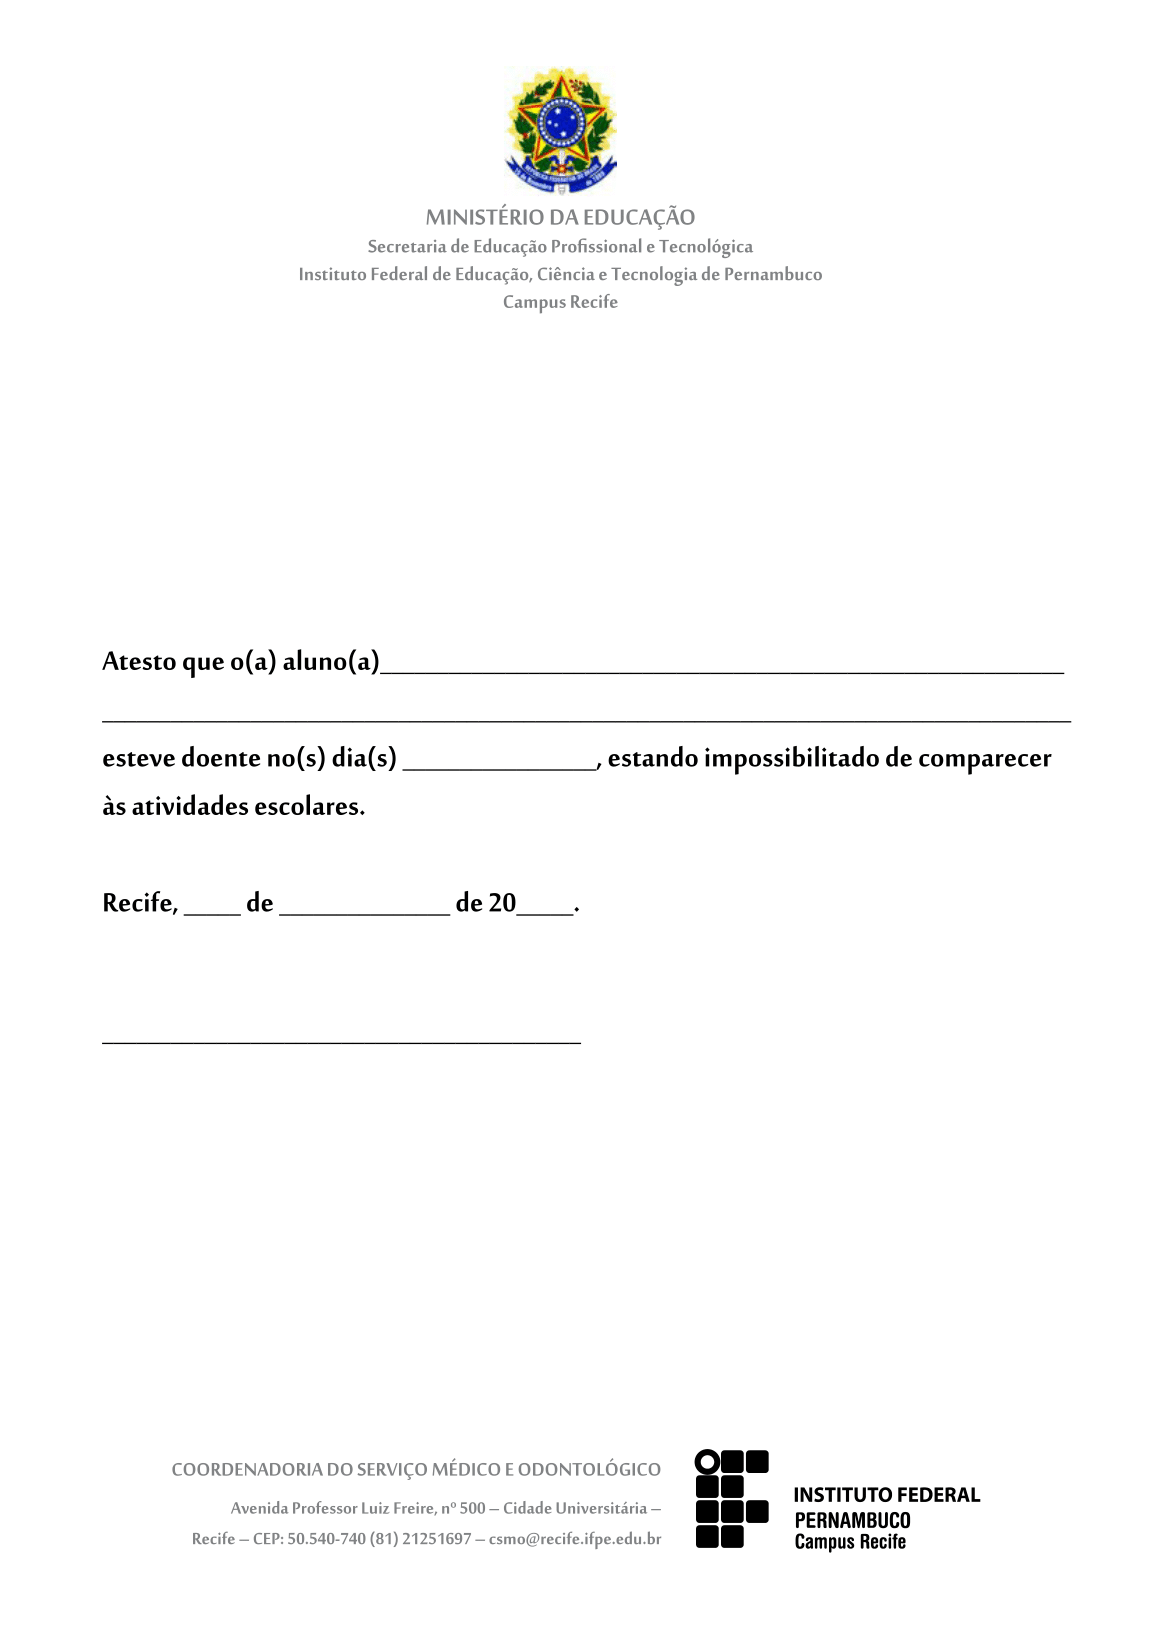 MINISTÉRIO DA EDUCAÇÃO
Secretaria de Educação Profissional e Tecnológica
Instituto Federal de Educação, Ciência e Tecnologia de Pernambuco
Campus Recife
Atesto que o(a) aluno(a)________________________________________________
____________________________________________________________________
esteve doente no(s) dia(s) ______________, estando impossibilitado de comparecer
às atividades escolares.
Recife, ____ de ____________ de 20____.
__________________________________
COORDENADORIA DO SERVIÇO MÉDICO E ODONTOLÓGICO
Avenida Professor Luiz Freire, nº 500 – Cidade Universitária –
Recife – CEP: 50.540-740 (81) 21251697 – csmo@recife.ifpe.edu.br
INSTITUTO FEDERAL
PERNAMBUCO
Campus Recife